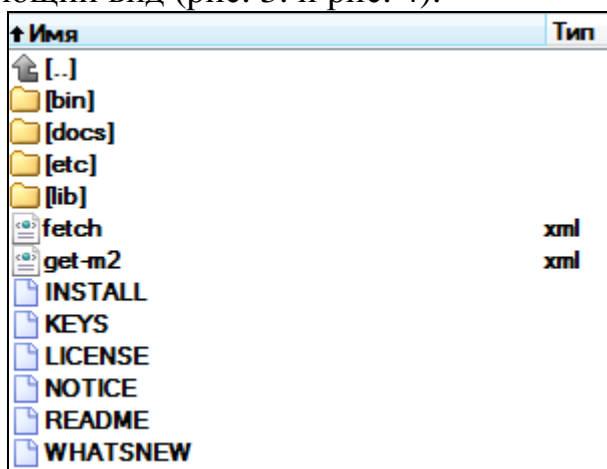 вид (рис. 3. и рис. 4).
Имя Тип
[..]
[bin]
[docs]
[etc]
[lib]
fetch xml
get-m2 xml
INSTALL
KEYS
LICENSE
NOTICE
README
WHATSNEW